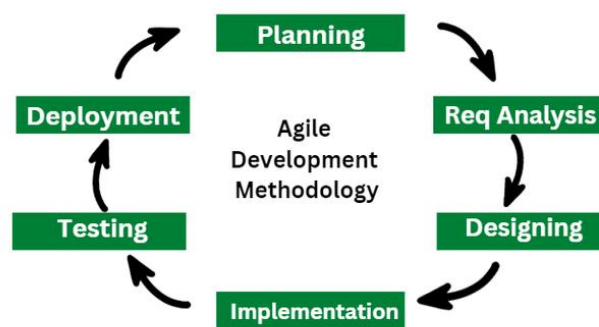 Planning
Deployment
Req Analysis
Agile
Development
Methodology
Testing
Designing
Implementation